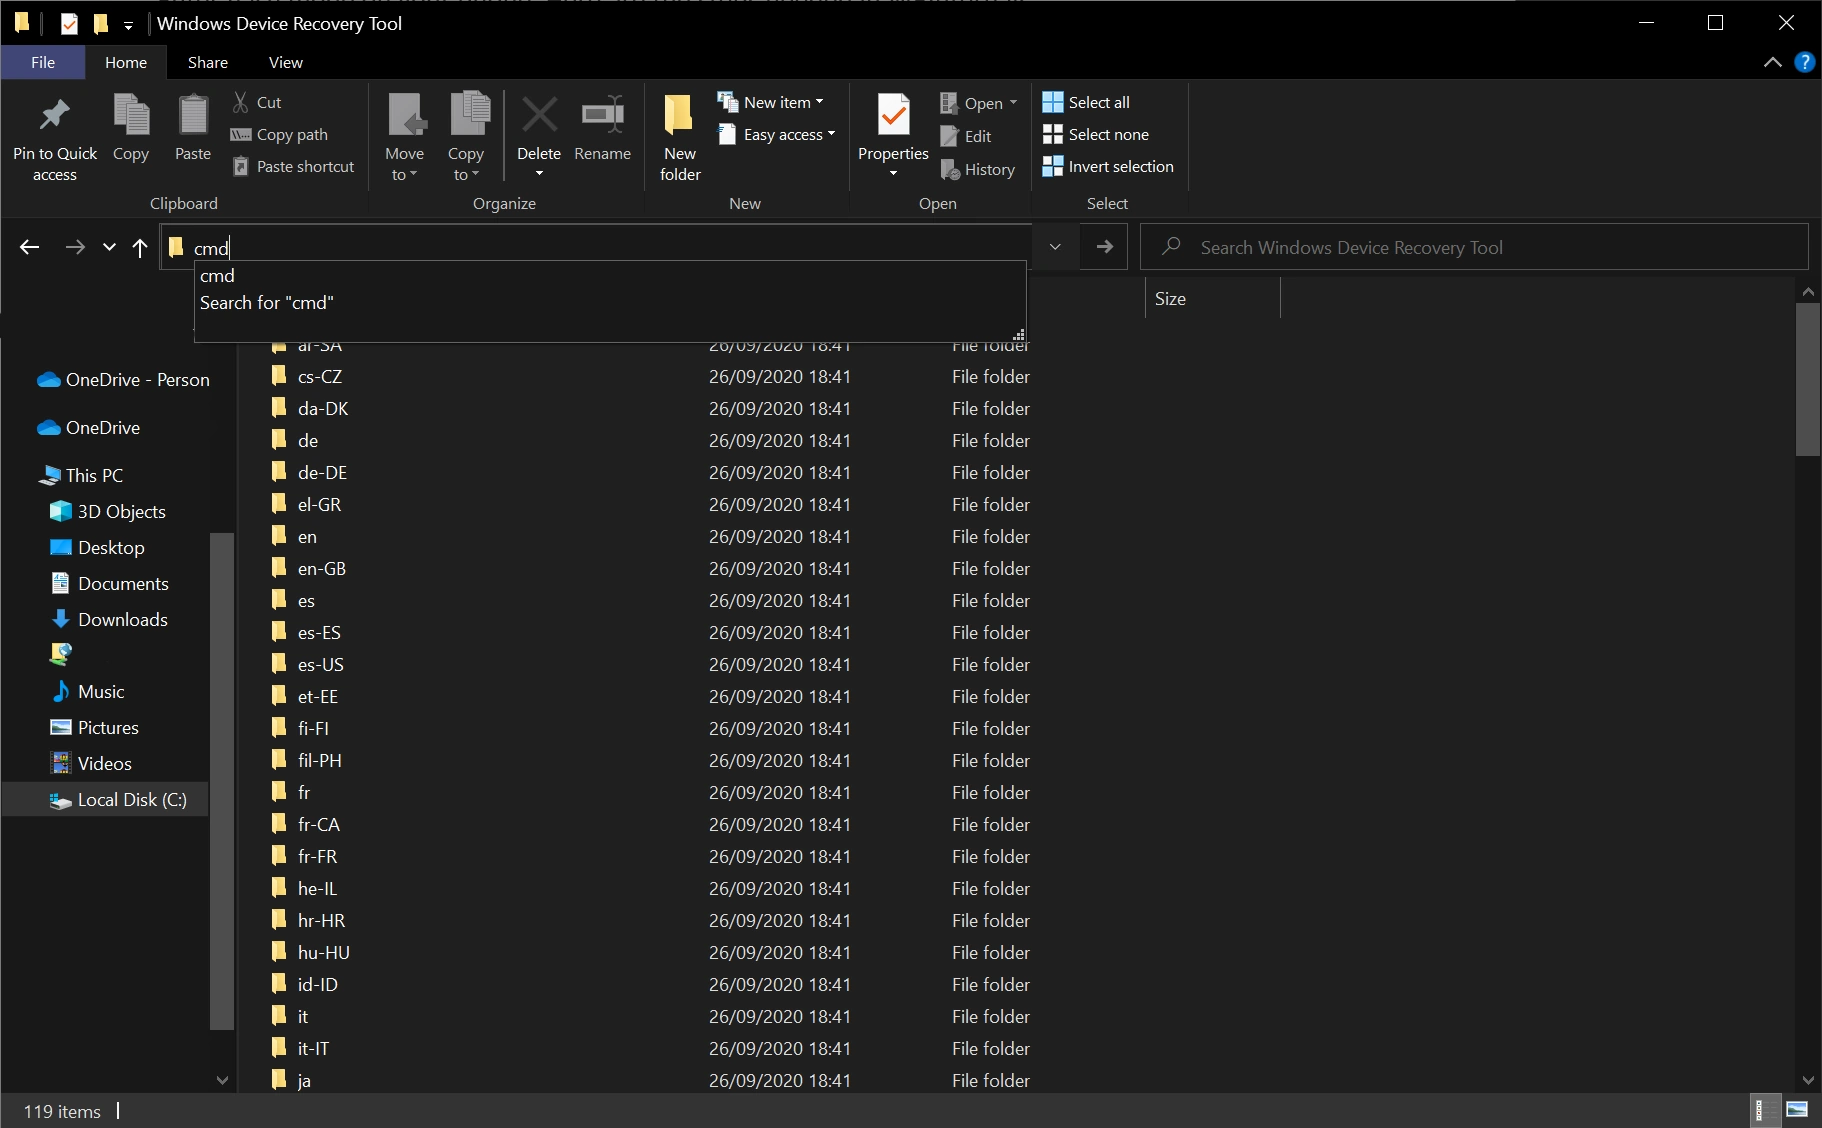 Windows Device Recovery Tool
File Home Share View
Pin to Quick access
Copy
Paste
Cut
Copy path
Paste shortcut
Clipboard
Move to
Copy to
Delete
Rename
Organize
New folder
New item
Easy access
New
Properties
Open
Edit
History
Open
Select all
Select none
Invert selection
Select
cmd
Search Windows Device Recovery Tool
cmd
Search for "cmd"
Size
OneDrive - Person
OneDrive
This PC
3D Objects
Desktop
Documents
Downloads
Music
Pictures
Videos
Local Disk (C:)
ar-SA 26/09/2020 18:41 File folder
cs-CZ 26/09/2020 18:41 File folder
da-DK 26/09/2020 18:41 File folder
de 26/09/2020 18:41 File folder
de-DE 26/09/2020 18:41 File folder
el-GR 26/09/2020 18:41 File folder
en 26/09/2020 18:41 File folder
en-GB 26/09/2020 18:41 File folder
es 26/09/2020 18:41 File folder
es-ES 26/09/2020 18:41 File folder
es-US 26/09/2020 18:41 File folder
et-EE 26/09/2020 18:41 File folder
fi-FI 26/09/2020 18:41 File folder
fil-PH 26/09/2020 18:41 File folder
fr 26/09/2020 18:41 File folder
fr-CA 26/09/2020 18:41 File folder
fr-FR 26/09/2020 18:41 File folder
he-IL 26/09/2020 18:41 File folder
hr-HR 26/09/2020 18:41 File folder
hu-HU 26/09/2020 18:41 File folder
id-ID 26/09/2020 18:41 File folder
it 26/09/2020 18:41 File folder
it-IT 26/09/2020 18:41 File folder
ja 26/09/2020 18:41 File folder
119 items